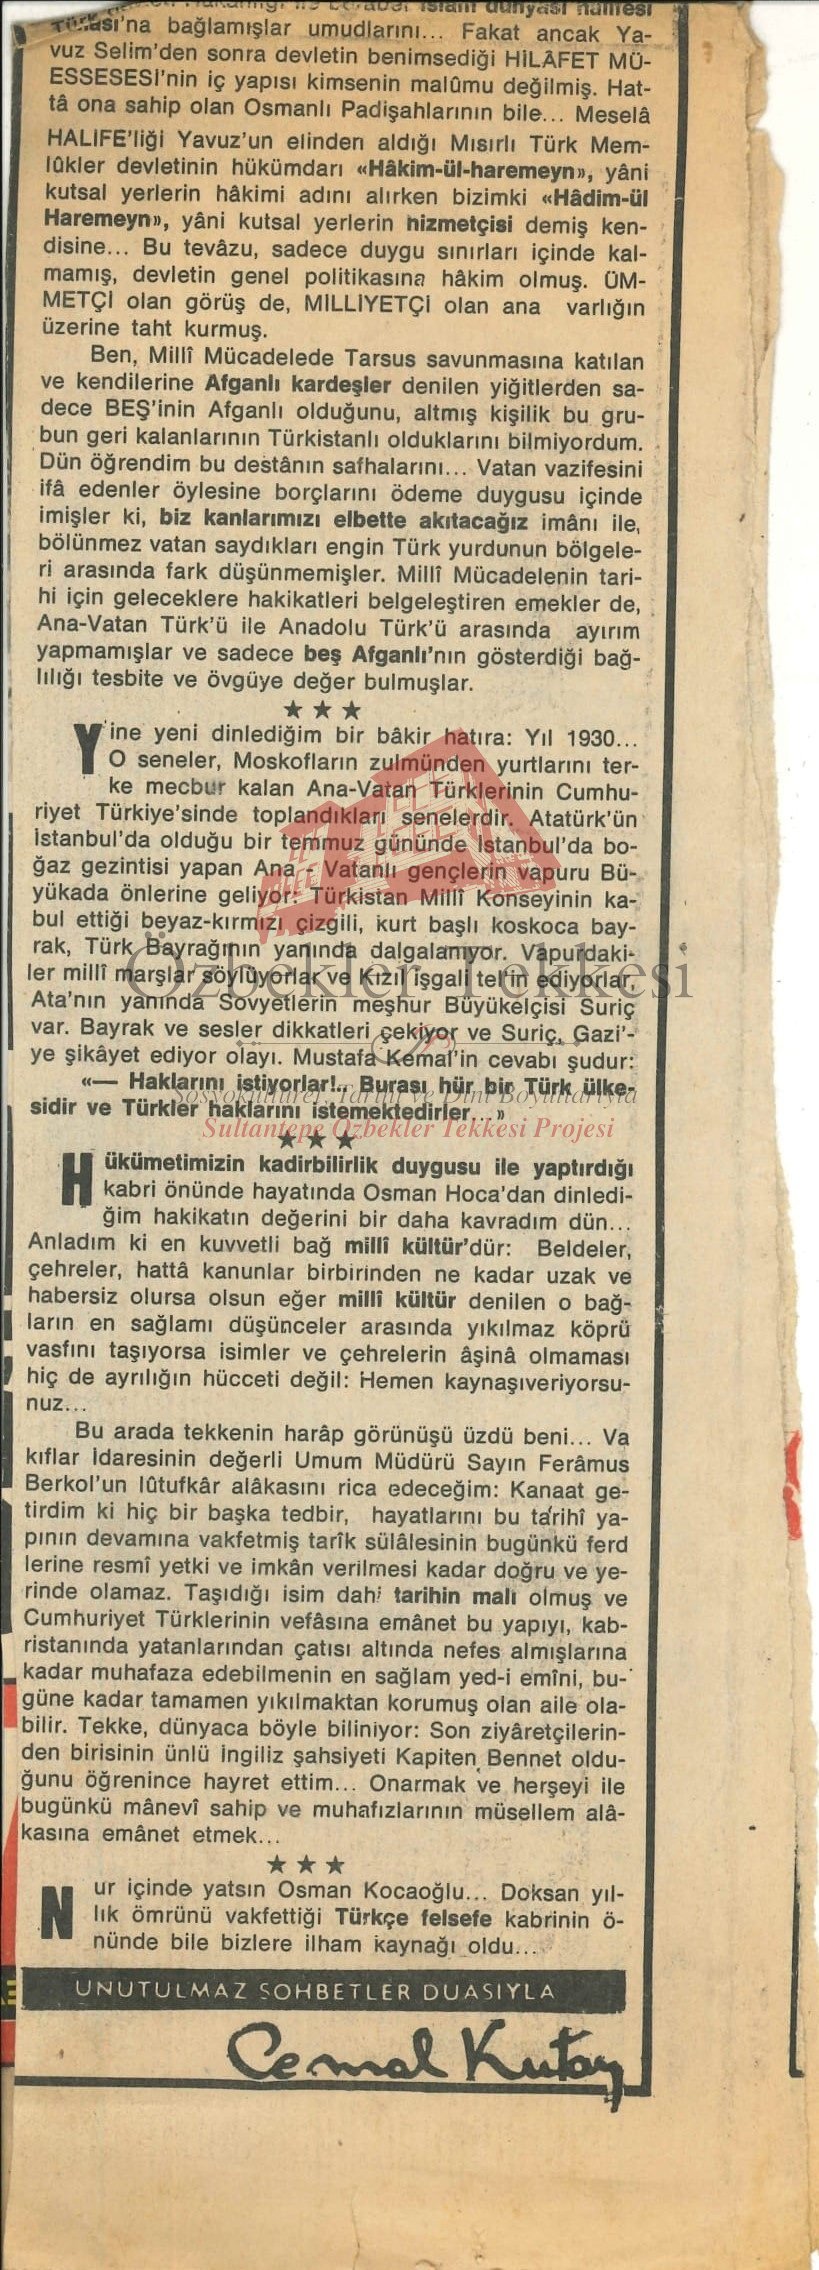 İslâm dünyası halifesi
Türkâsı'na bağlamışlar umudlarını... Fakat ancak Ya-
vuz Selim'den sonra devletin benimsediği HİLÂFET MÜ-
ESSESESİ'nin iç yapısı kimsenin malûmu değilmiş. Hat-
tâ ona sahip olan Osmanlı Padişahlarının bile... Meselâ
HALİFE'liği Yavuz'un elinden aldığı Mısırlı Türk Mem-
lûkler devletinin hükümdarı «Hâkim-ül-haremeyn», yâni
kutsal yerlerin hâkimi adını alırken bizimki «Hâdim-ül
Haremeyn», yâni kutsal yerlerin hizmetçisi demiş ken-
disine... Bu tevâzu, sadece duygu sınırları içinde kal-
mamış, devletin genel politikasına hâkim olmuş. ÜM-
METÇİ olan görüş de, MİLLİYETÇİ olan ana varlığın
üzerine taht kurmuş.
Ben, Millî Mücadelede Tarsus savunmasına katılan
ve kendilerine Afganlı kardeşler denilen yiğitlerden sa-
dece BEŞ'inin Afganlı olduğunu, altmış kişilik bu gru-
bun geri kalanlarının Türkistanlı olduklarını bilmiyordum.
Dün öğrendim bu destânın safhalarını... Vatan vazifesini
ifâ edenler öylesine borçlarını ödeme duygusu içinde
imişler ki, biz kanlarımızı elbette akıtacağız imânı ile,
bölünmez vatan saydıkları engin Türk yurdunun bölgele-
ri arasında fark düşünmemişler. Millî Mücadelenin tari-
hi için geleceklere hakikatleri belgeleştiren emekler de,
Ana-Vatan Türk'ü ile Anadolu Türk'ü arasında ayırım
yapmamışlar ve sadece beş Afganlı'nın gösterdiği bağ-
lılığı tesbite ve övgüye değer bulmuşlar.
★ ★ ★
Yine yeni dinlediğim bir bâkir hatıra: Yıl 1930...
O seneler, Moskofların zulmünden yurtlarını ter-
ke mecbur kalan Ana-Vatan Türklerinin Cumhu-
riyet Türkiye'sinde toplandıkları senelerdir. Atatürk'ün
İstanbul'da olduğu bir temmuz gününde İstanbul'da bo-
ğaz gezintisi yapan Ana - Vatanlı gençlerin vapuru Bü-
yükada önlerine geliyor: Türkistan Millî Konseyinin ka-
bul ettiği beyaz-kırmızı çizgili, kurt başlı koskoca bay-
rak, Türk Bayrağının yanında dalgalanıyor. Vapurdaki-
ler millî marşlar söylüyorlar ve Kızıl işgali tel'in ediyorlar.
Özbekler Tekkesi
Ata'nın yanında Sovyetlerin meşhur Büyükelçisi Suriç
var. Bayrak ve sesler dikkatleri çekiyor ve Suriç, Gazi'-
ye şikâyet ediyor olayı. Mustafa Kemal'in cevabı şudur:
«— Haklarını istiyorlar!.. Burası hür bir Türk ülke-
Sosyokültürel, Tarihi ve Dini Boyutlarıyla
sidir ve Türkler haklarını istemektedirler...»
Sultantepe Özbekler Tekkesi Projesi
★ ★ ★
Hükümetimizin kadirbilirlik duygusu ile yaptırdığı
kabri önünde hayatında Osman Hoca'dan dinledi-
ğim hakikatın değerini bir daha kavradım dün...
Anladım ki en kuvvetli bağ millî kültür'dür: Beldeler,
çehreler, hattâ kanunlar birbirinden ne kadar uzak ve
habersiz olursa olsun eğer millî kültür denilen o bağ-
ların en sağlamı düşünceler arasında yıkılmaz köprü
vasfını taşıyorsa isimler ve çehrelerin âşinâ olmaması
hiç de ayrılığın hücceti değil: Hemen kaynaşıveriyorsu-
nuz...
Bu arada tekkenin harâp görünüşü üzdü beni... Va
kıflar İdaresinin değerli Umum Müdürü Sayın Ferâmus
Berkol'un lûtufkâr alâkasını rica edeceğim: Kanaat ge-
tirdim ki hiç bir başka tedbir, hayatlarını bu tarihî ya-
pının devamına vakfetmiş tarîk sülâlesinin bugünkü ferd
lerine resmî yetki ve imkân verilmesi kadar doğru ve ye-
rinde olamaz. Taşıdığı isim dahi tarihin malı olmuş ve
Cumhuriyet Türklerinin vefâsına emânet bu yapıyı, kab-
ristanında yatanlarından çatısı altında nefes almışlarına
kadar muhafaza edebilmenin en sağlam yed-i emîni, bu-
güne kadar tamamen yıkılmaktan korumuş olan aile ola-
bilir. Tekke, dünyaca böyle biliniyor: Son ziyâretçilerin-
den birisinin ünlü İngiliz şahsiyeti Kapiten Bennet oldu-
ğunu öğrenince hayret ettim... Onarmak ve herşeyi ile
bugünkü mânevî sahip ve muhafızlarının müsellem alâ-
kasına emânet etmek...
★ ★ ★
Nur içinde yatsın Osman Kocaoğlu... Doksan yıl-
lık ömrünü vakfettiği Türkçe felsefe kabrinin ö-
nünde bile bizlere ilham kaynağı oldu...
UNUTULMAZ SOHBETLER DUASIYLA
Cemal Kutay